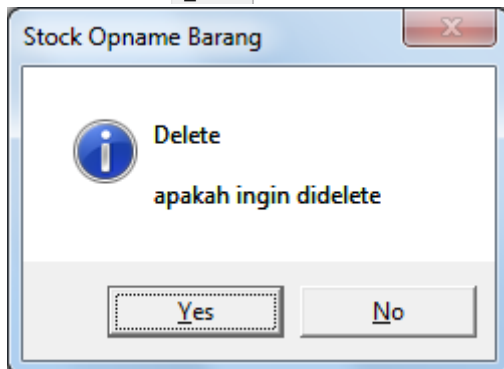 Stock Opname Barang
Delete
apakah ingin didelete
Yes
No